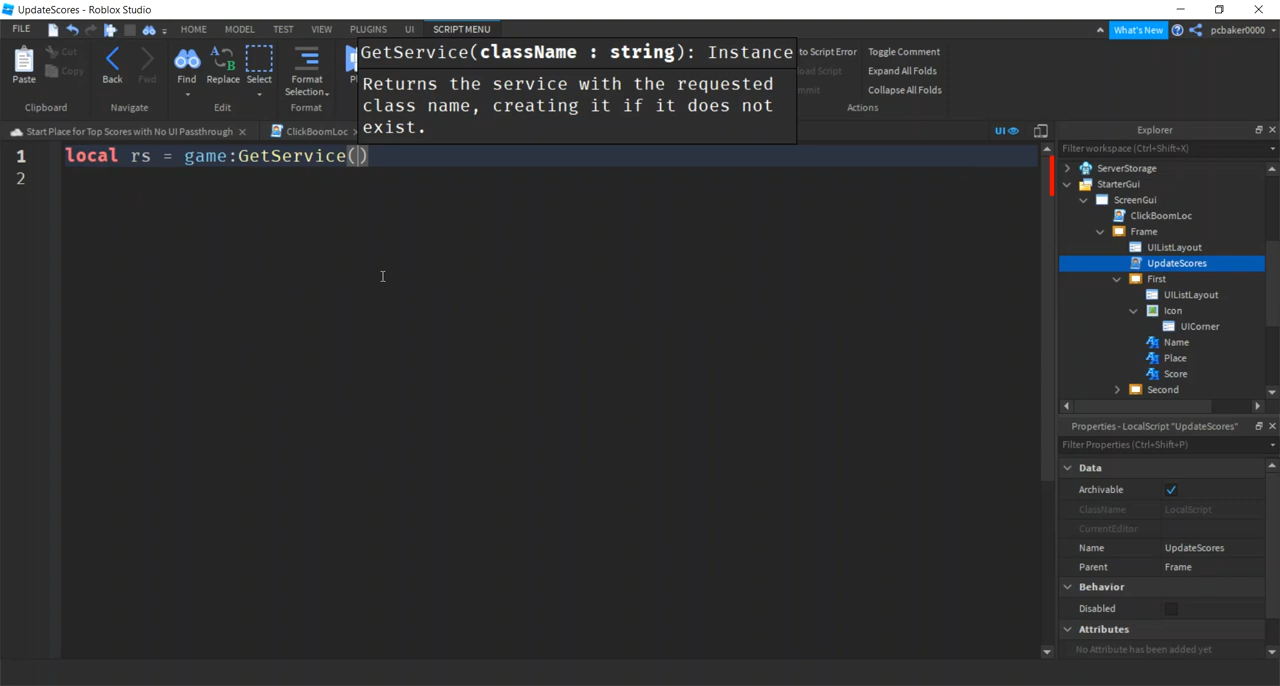 UpdateScores - Roblox Studio
FILE HOME MODEL TEST VIEW PLUGINS UI SCRIPT MENU What's New pcbaker0000
Paste Cut Copy
Back Fwd
Find Replace Select
Format Selection
Clipboard Navigate Edit Format Actions
to Script Error
Toggle Comment
Expand All Folds
Collapse All Folds
GetService(className : string): Instance
Returns the service with the requested
class name, creating it if it does not
exist.
Start Place for Top Scores with No UI Passthrough ClickBoomLoc UI
1 local rs = game:GetService()
2
Explorer
Filter workspace (Ctrl+Shift+X)
ServerStorage
StarterGui
ScreenGui
ClickBoomLoc
Frame
UIListLayout
UpdateScores
First
UIListLayout
Icon
UICorner
Name
Place
Score
Second
Properties - LocalScript "UpdateScores"
Filter Properties (Ctrl+Shift+P)
Data
Archivable
ClassName LocalScript
CurrentEditor
Name UpdateScores
Parent Frame
Behavior
Disabled
Attributes
No Attribute has been added yet